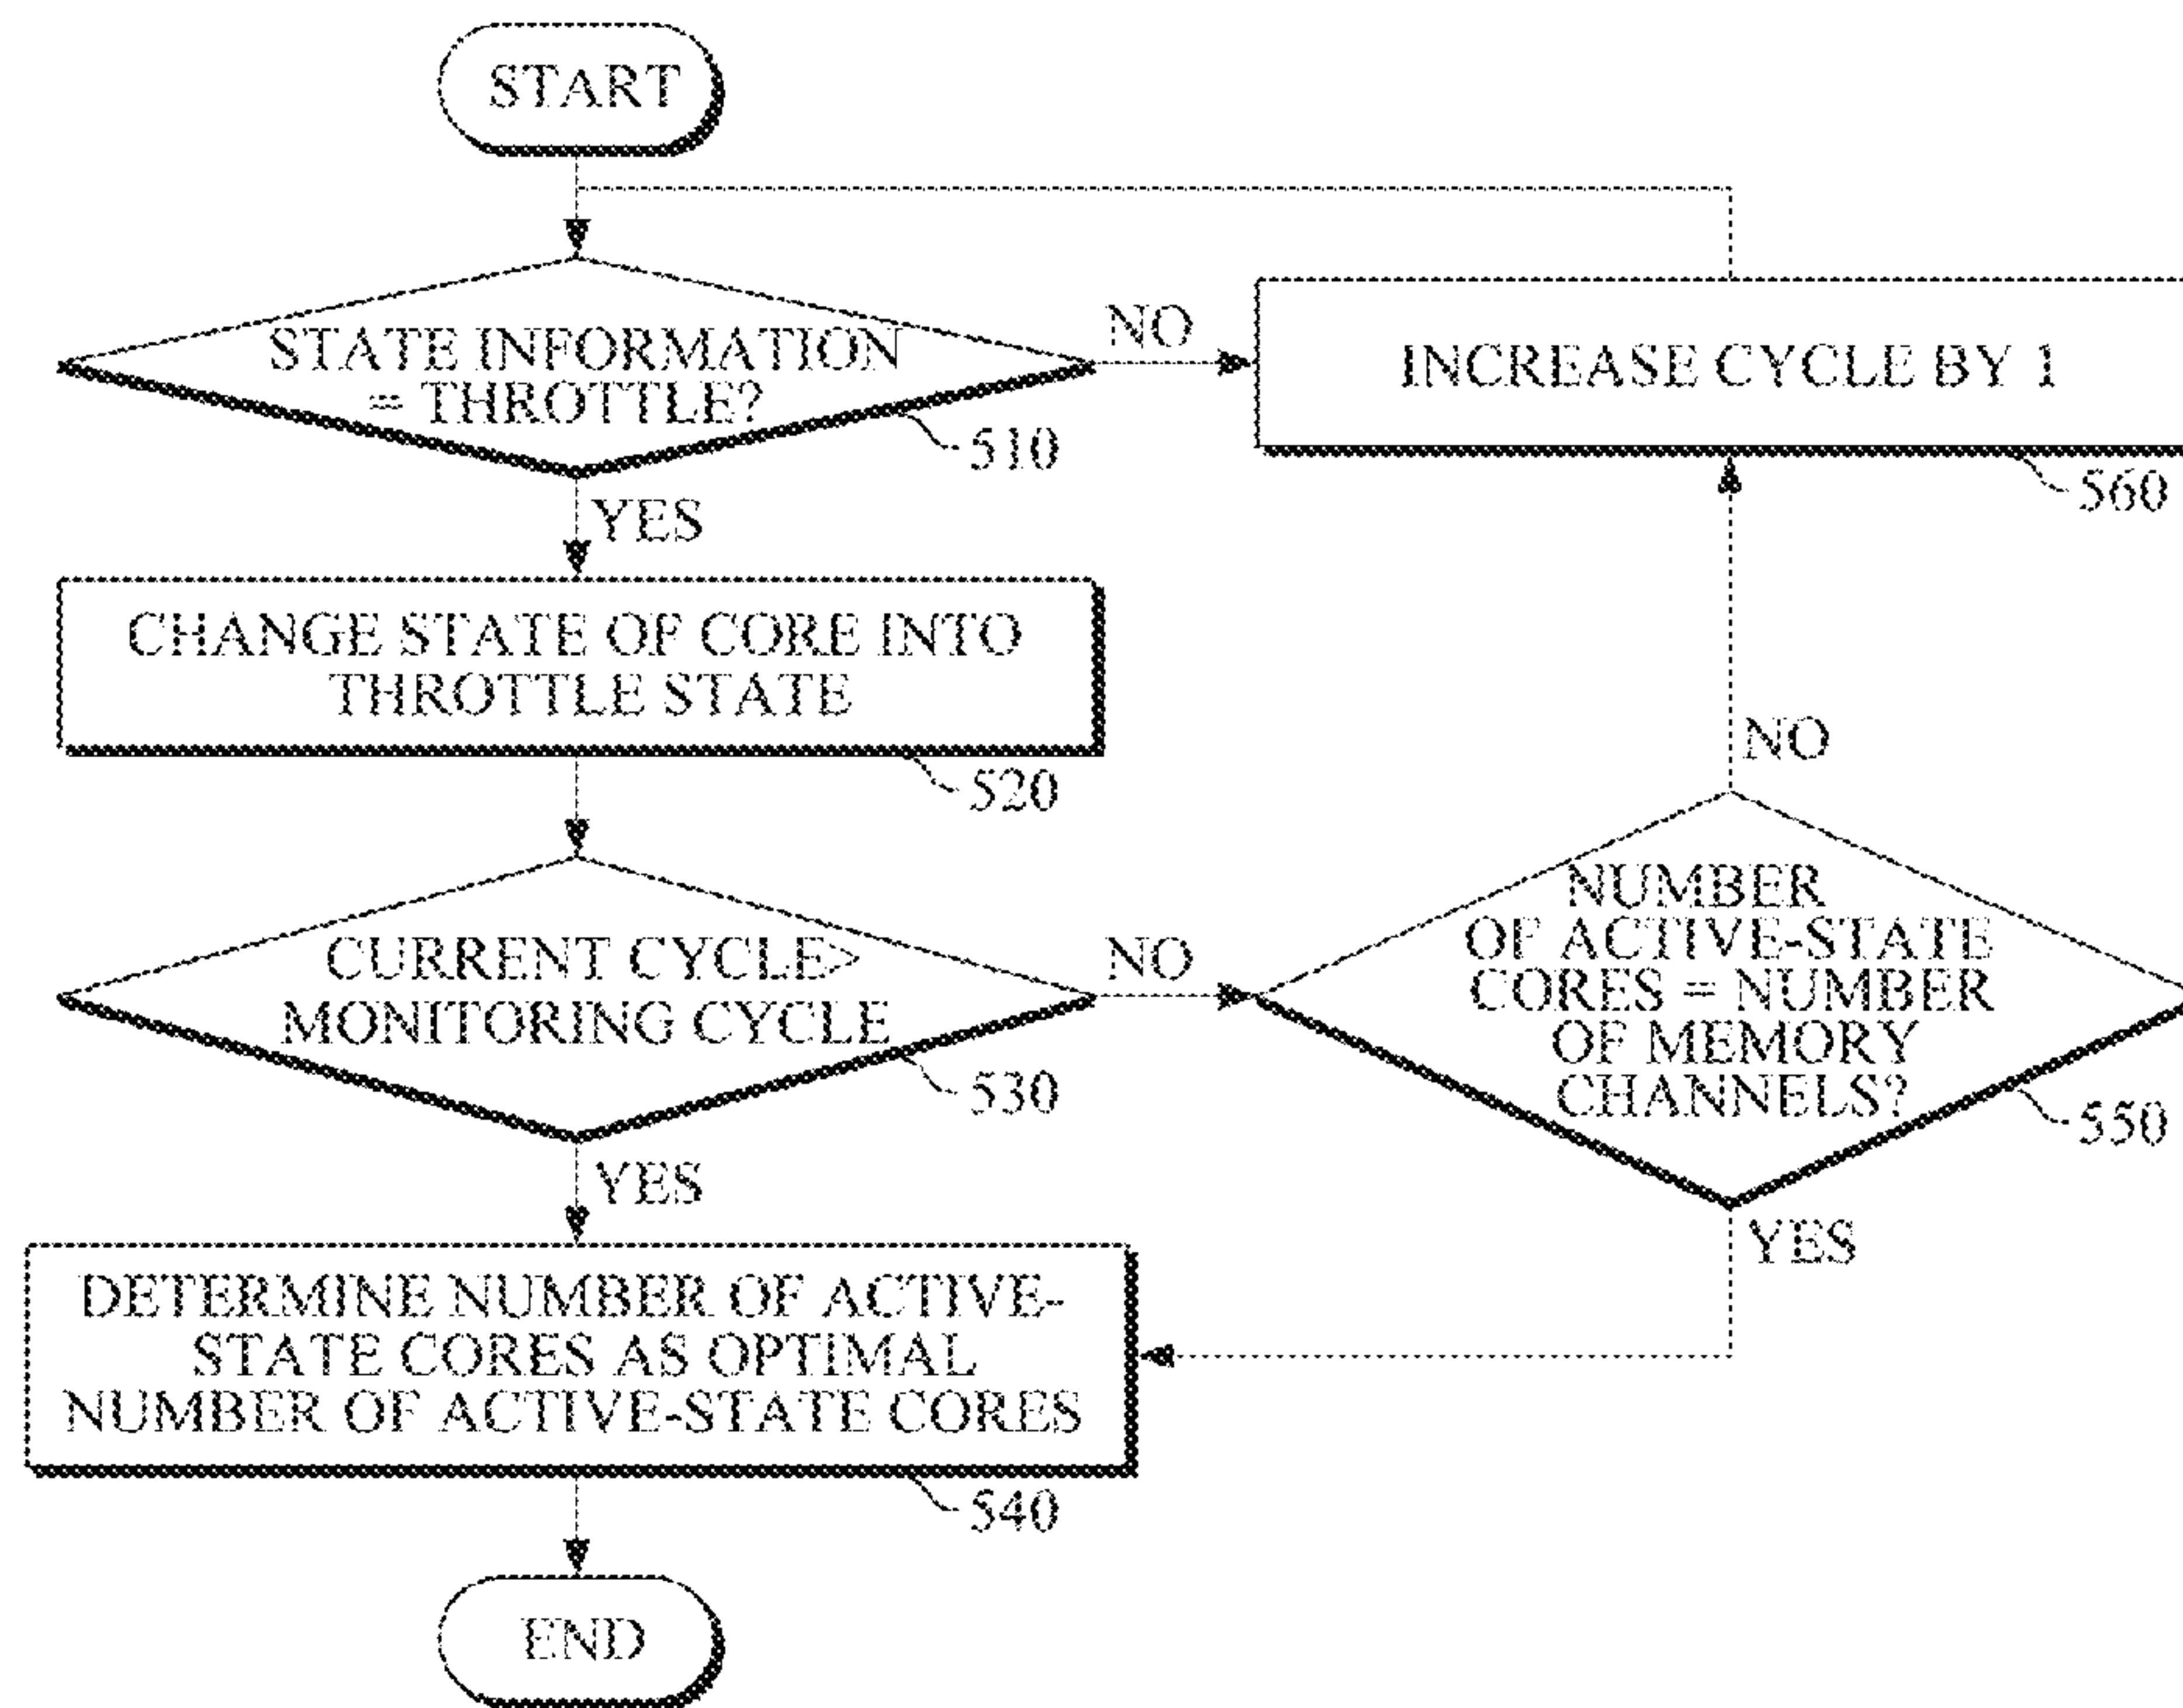 START
STATE INFORMATION
= THROTTLE?
NO
510
INCREASE CYCLE BY 1
560
YES
CHANGE STATE OF CORE INTO
THROTTLE STATE
520
CURRENT CYCLE>
MONITORING CYCLE
NO
530
NUMBER
OF ACTIVE-STATE
CORES = NUMBER
OF MEMORY
CHANNELS?
NO
550
YES
YES
DETERMINE NUMBER OF ACTIVE-
STATE CORES AS OPTIMAL
NUMBER OF ACTIVE-STATE CORES
540
END